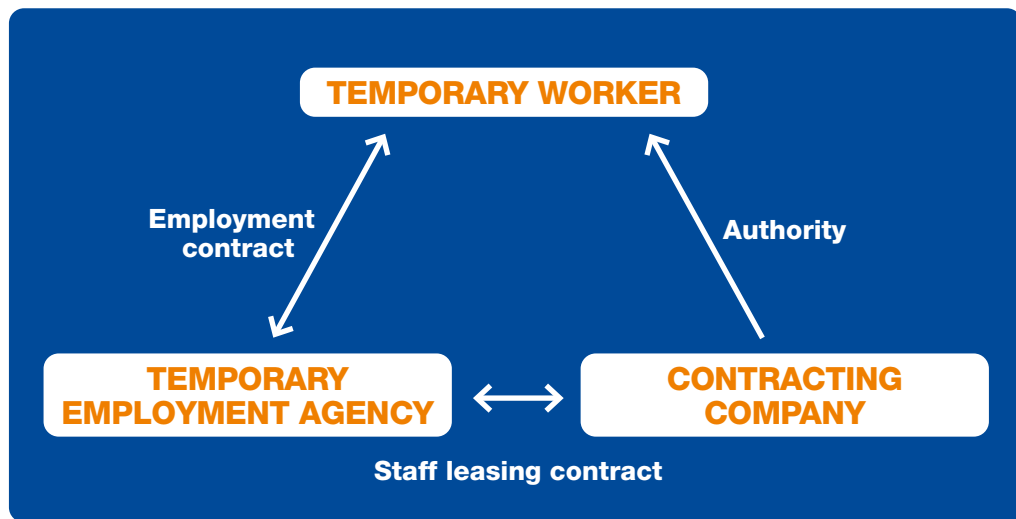 TEMPORARY WORKER
Employment
contract
Authority
TEMPORARY
EMPLOYMENT AGENCY
CONTRACTING
COMPANY
Staff leasing contract